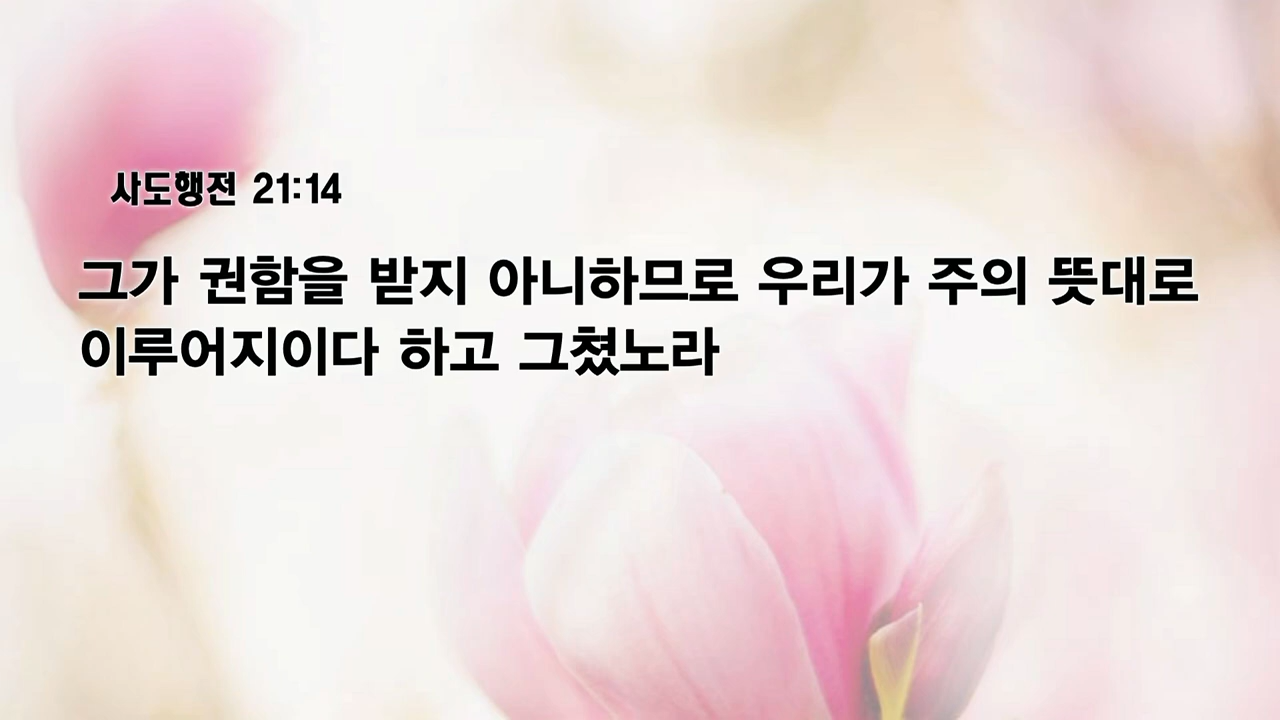 사도행전 21:14
그가 권함을 받지 아니하므로 우리가 주의 뜻대로
이루어지이다 하고 그쳤노라